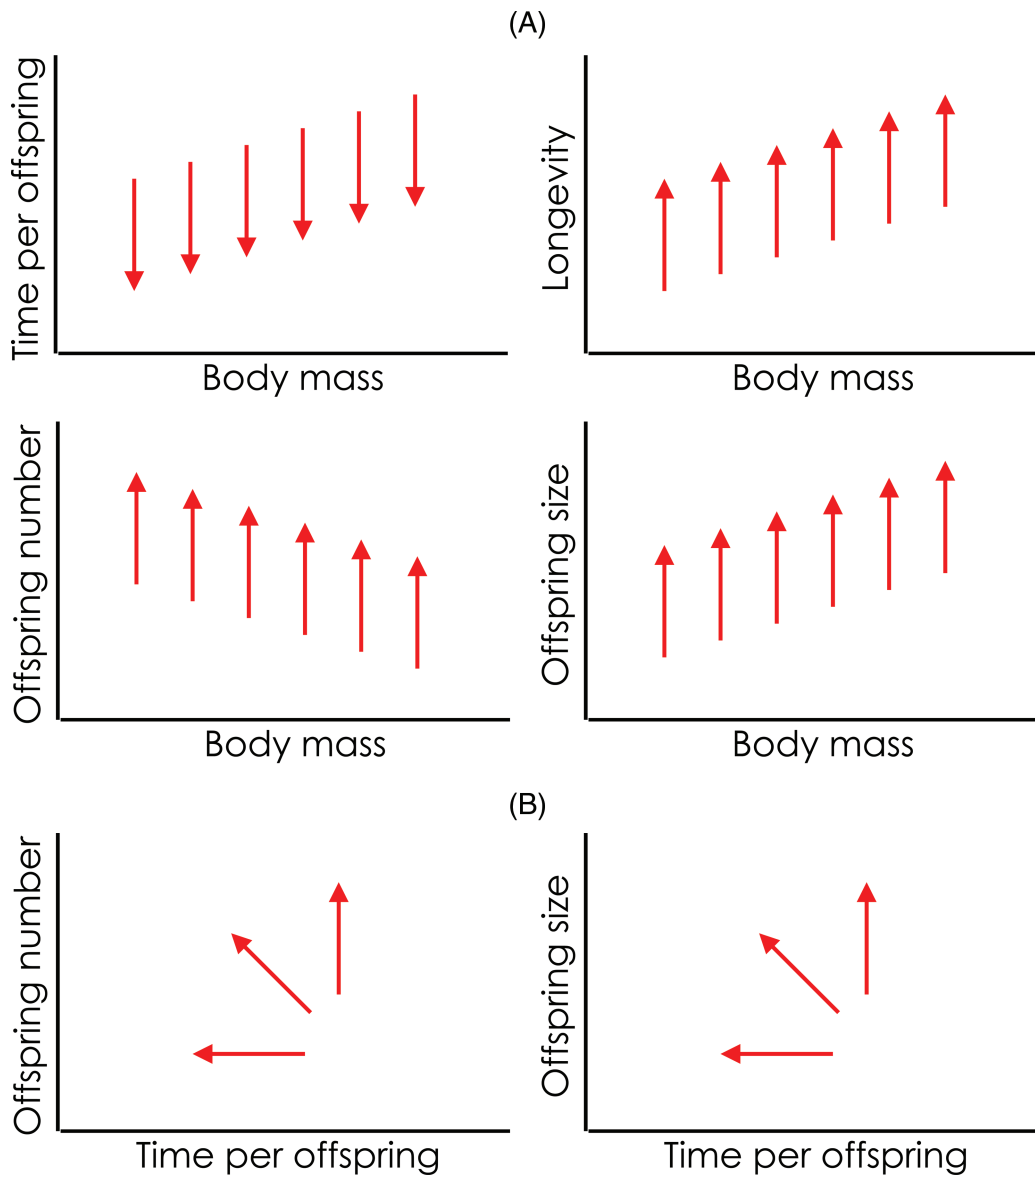 (A)
Time per offspring
Body mass
Longevity
Body mass
Offspring number
Body mass
Offspring size
Body mass
(B)
Offspring number
Time per offspring
Offspring size
Time per offspring